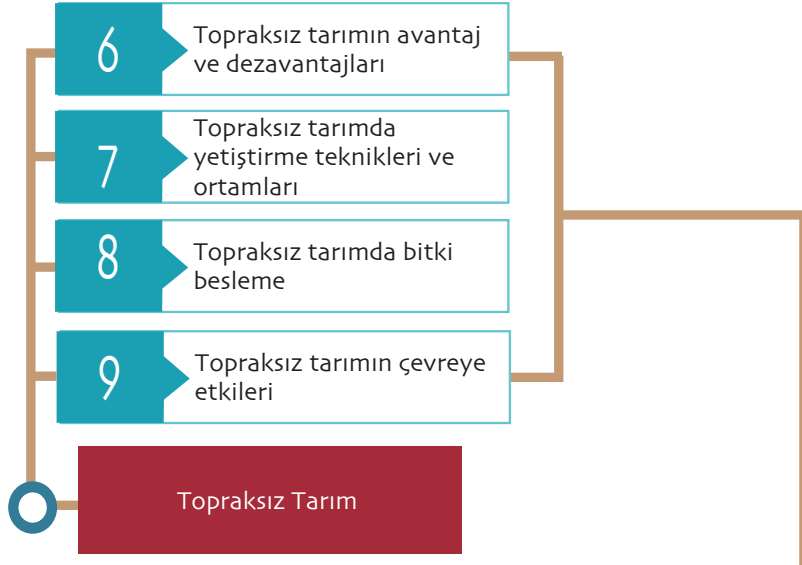 6
Topraksız tarımın avantaj
ve dezavantajları
7
Topraksız tarımda
yetiştirme teknikleri ve
ortamları
8
Topraksız tarımda bitki
besleme
9
Topraksız tarımın çevreye
etkileri
Topraksız Tarım